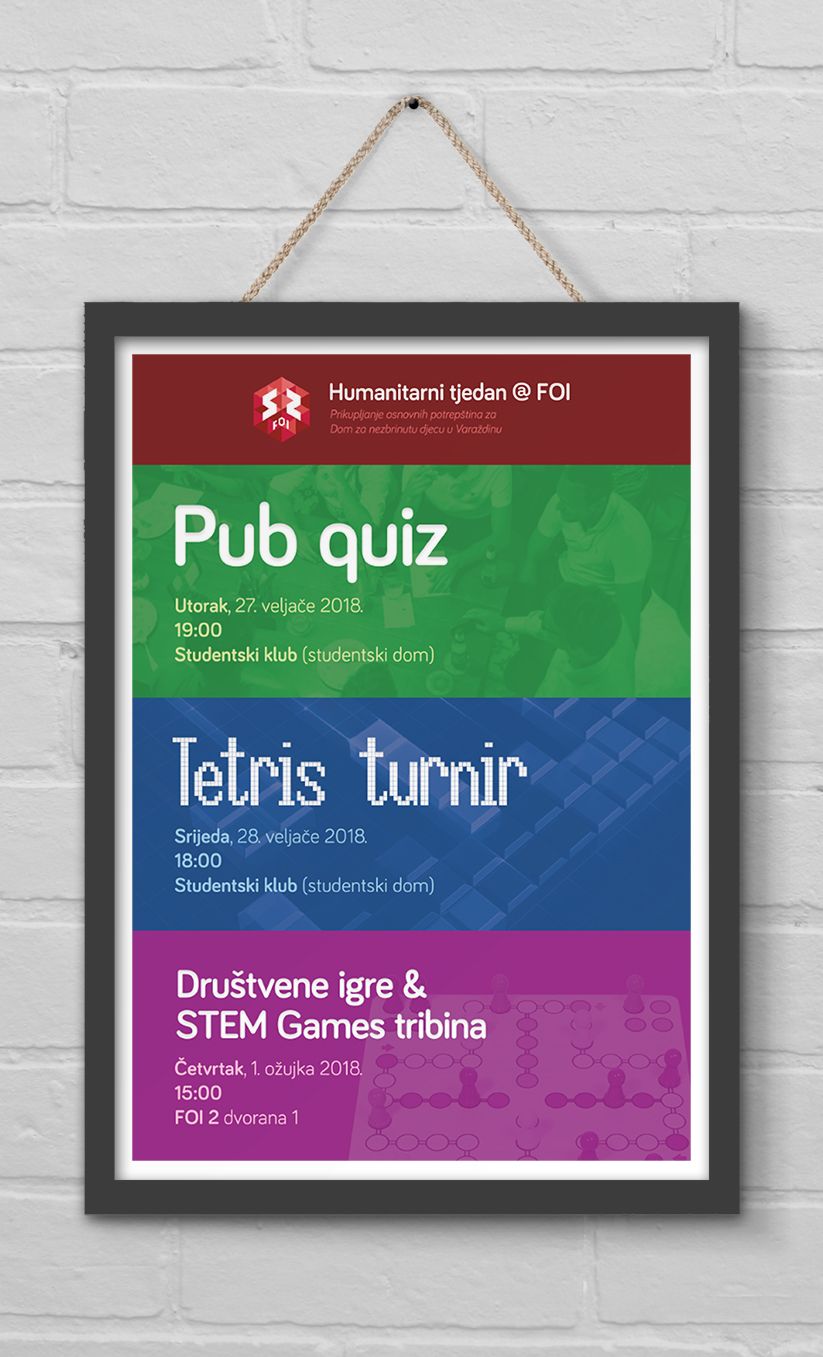 SZ
FOI
Humanitarni tjedan @ FOI
Prikupljanje osnovnih potrepština za
Dom za nezbrinutu djecu u Varaždinu
Pub quiz
Utorak, 27. veljače 2018.
19:00
Studentski klub (studentski dom)
Tetris turnir
Srijeda, 28. veljače 2018.
18:00
Studentski klub (studentski dom)
Društvene igre &
STEM Games tribina
Četvrtak, 1. ožujka 2018.
15:00
FOI 2 dvorana 1